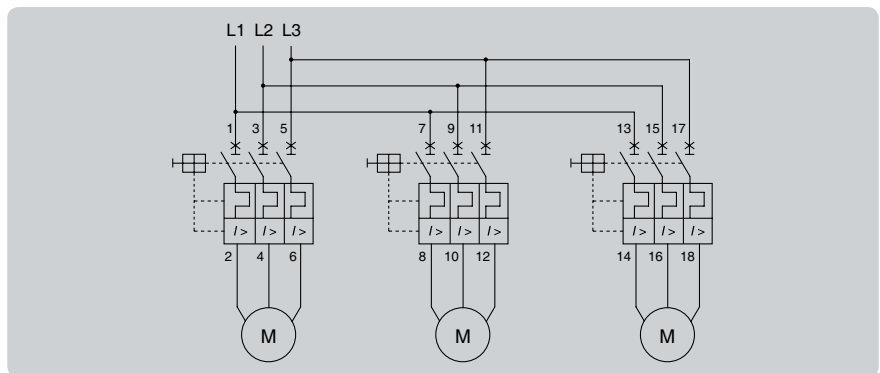 L1 L2 L3
1 3 5 7 9 11 13 15 17
I > I > I > I > I > I > I > I > I >
2 4 6 8 10 12 14 16 18
M M M